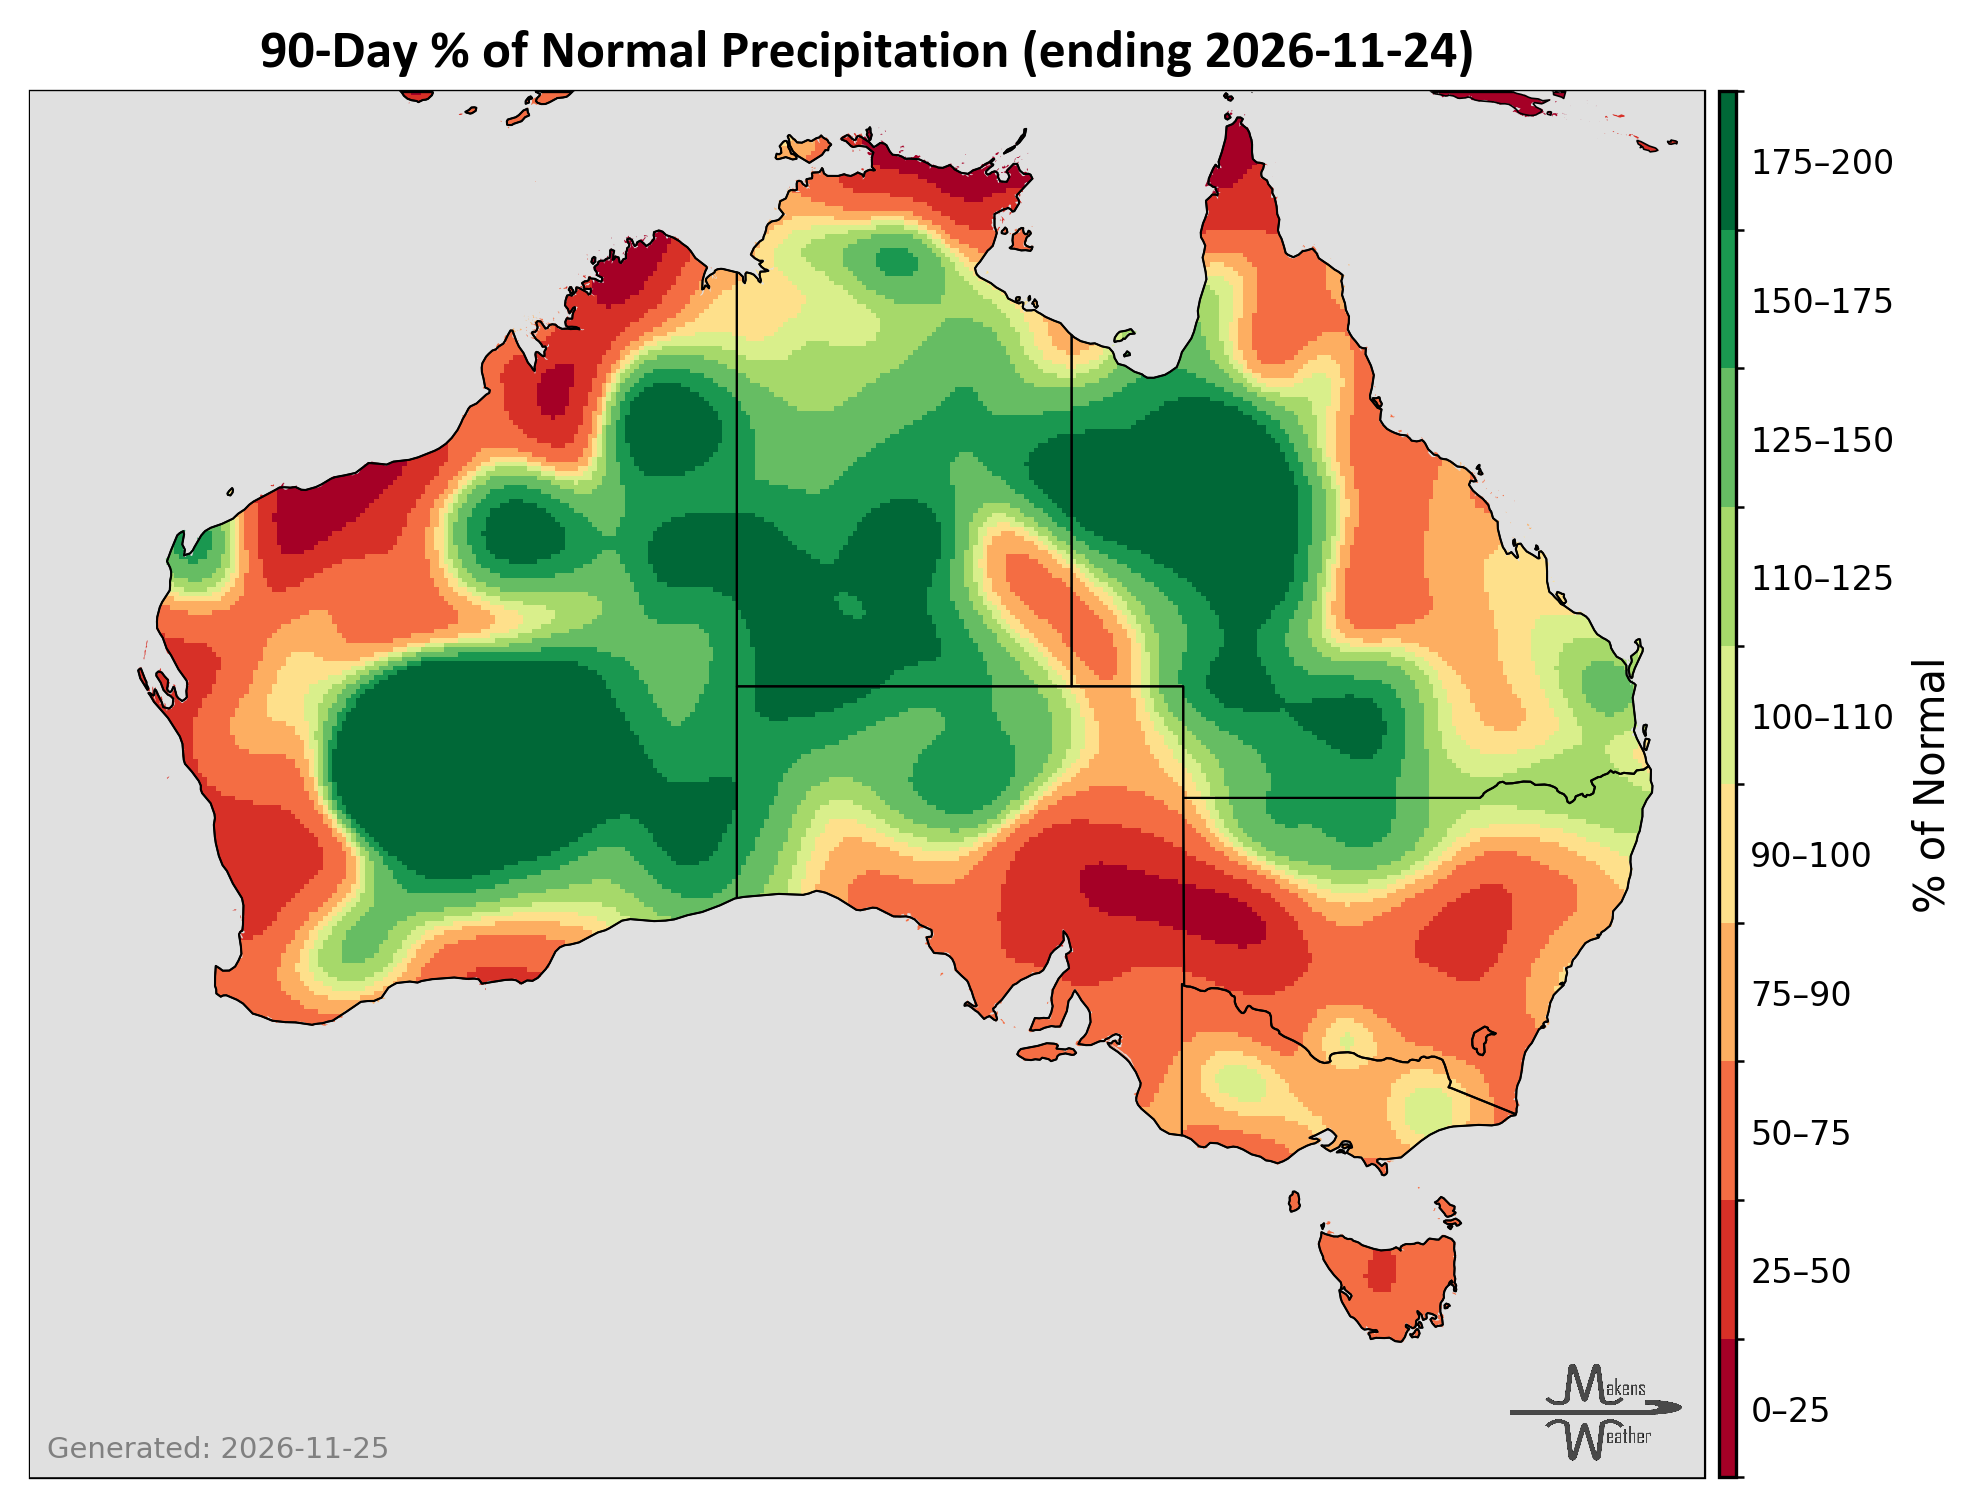 90-Day % of Normal Precipitation (ending 2026-11-24)
175–200
150–175
125–150
110–125
100–110
90–100
75–90
50–75
25–50
0–25
% of Normal
Makens
Weather
Generated: 2026-11-25